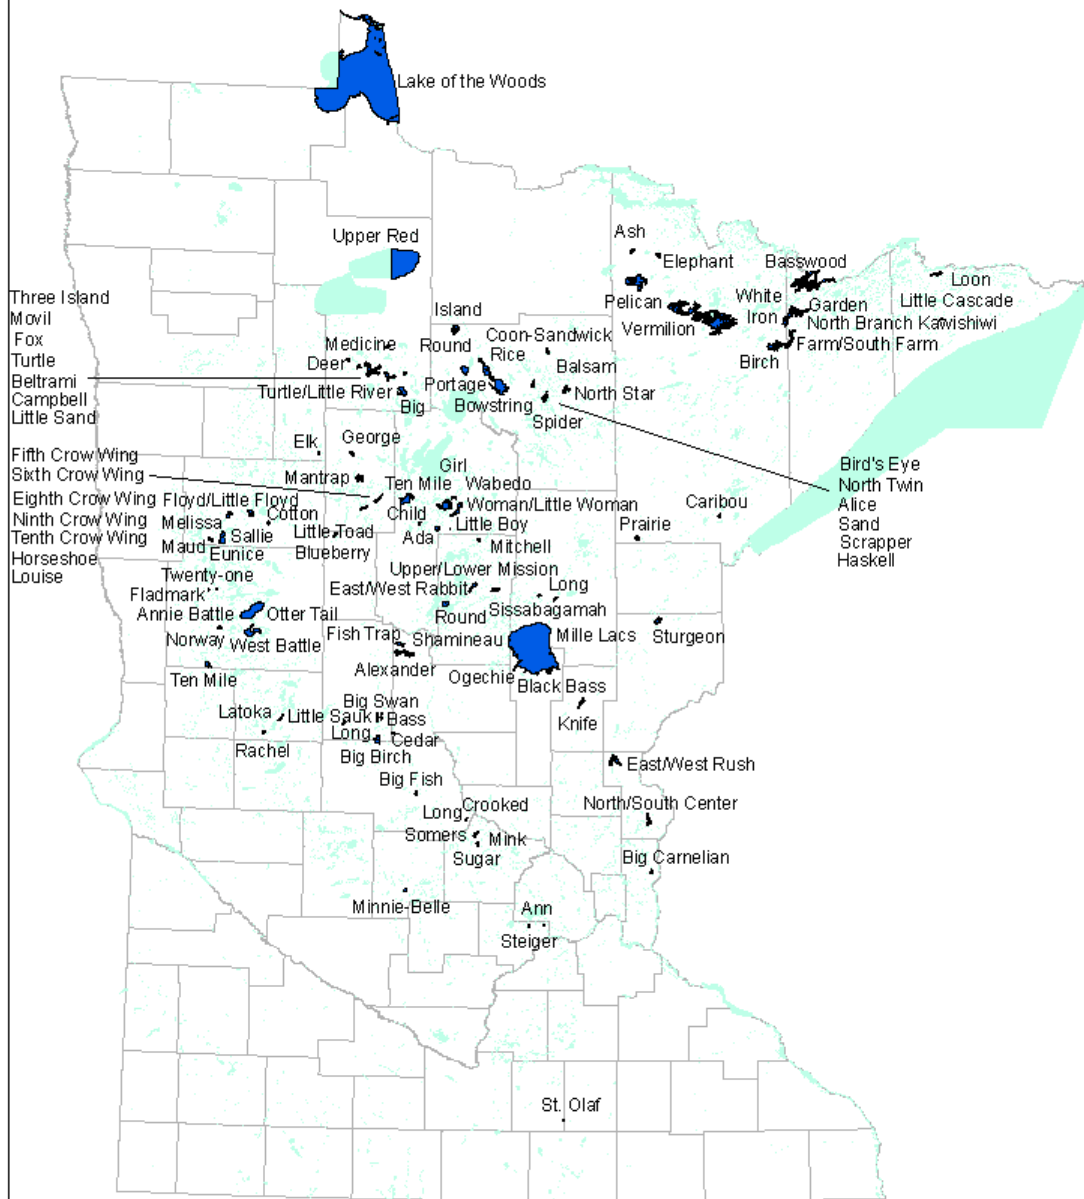 Lake of the Woods
Upper Red
Ash
Elephant
Basswood
Loon
Pelican
White
Little Cascade
Three Island
Island
Garden
Movil
Vermilion
Iron
North Branch Kawishiwi
Coon-Sandwick
Fox
Medicine
Round
Rice
Farm/South Farm
Turtle
Deer
Balsam
Birch
Beltrami
Portage
Turtle/Little River
North Star
Campbell
Big
Bowstring
Little Sand
Spider
Elk
George
Fifth Crow Wing
Girl
Bird's Eye
Sixth Crow Wing
Mantrap
Ten Mile
Wabedo
North Twin
Eighth Crow Wing
Floyd/Little Floyd
Woman/Little Woman
Caribou
Alice
Ninth Crow Wing
Melissa
Cotton
Child
Little Boy
Prairie
Sand
Tenth Crow Wing
Maud
Sallie
Little Toad
Ada
Mitchell
Scrapper
Horseshoe
Eunice
Blueberry
Haskell
Louise
Twenty-one
Upper/Lower Mission
Fladmark
East/West Rabbit
Long
Annie Battle
Otter Tail
Round
Sissabagamah
Norway
West Battle
Fish Trap
Shamineau
Mille Lacs
Sturgeon
Ten Mile
Alexander
Ogechie
Black Bass
Latoka
Big Swan
Little Sauk
Bass
Knife
Rachel
Long
Cedar
Big Birch
East/West Rush
Big Fish
Long
Crooked
North/South Center
Somers
Mink
Sugar
Big Carnelian
Minnie-Belle
Ann
Steiger
St. Olaf